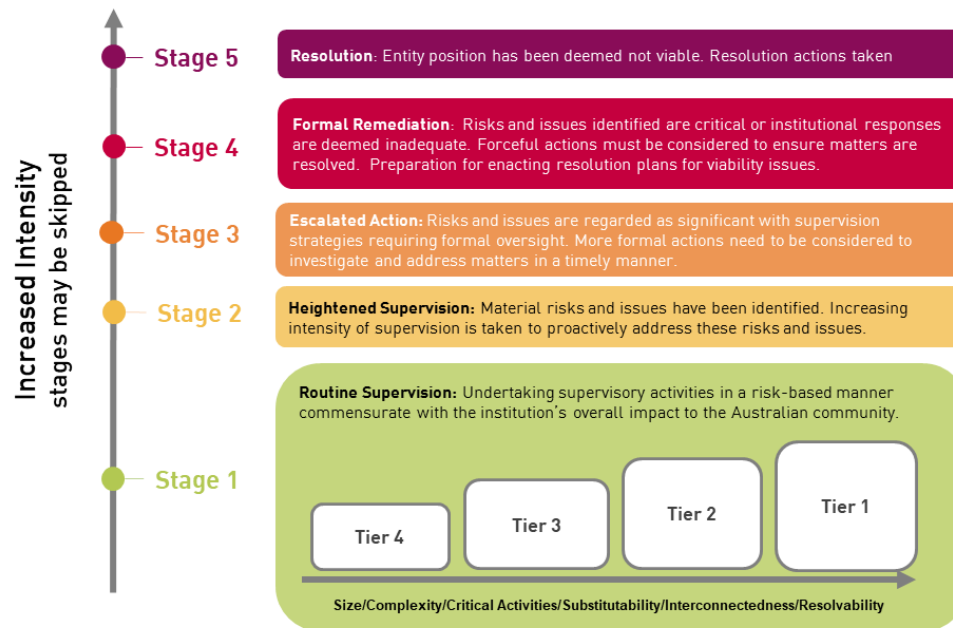 Increased Intensity
stages may be skipped
Stage 5
Resolution: Entity position has been deemed not viable. Resolution actions taken
Stage 4
Formal Remediation: Risks and issues identified are critical or institutional responses
are deemed inadequate. Forceful actions must be considered to ensure matters are
resolved. Preparation for enacting resolution plans for viability issues.
Stage 3
Escalated Action: Risks and issues are regarded as significant with supervision
strategies requiring formal oversight. More formal actions need to be considered to
investigate and address matters in a timely manner.
Stage 2
Heightened Supervision: Material risks and issues have been identified. Increasing
intensity of supervision is taken to proactively address these risks and issues.
Stage 1
Routine Supervision: Undertaking supervisory activities in a risk-based manner
commensurate with the institution's overall impact to the Australian community.
Tier 4
Tier 3
Tier 2
Tier 1
Size/Complexity/Critical Activities/Substitutability/Interconnectedness/Resolvability